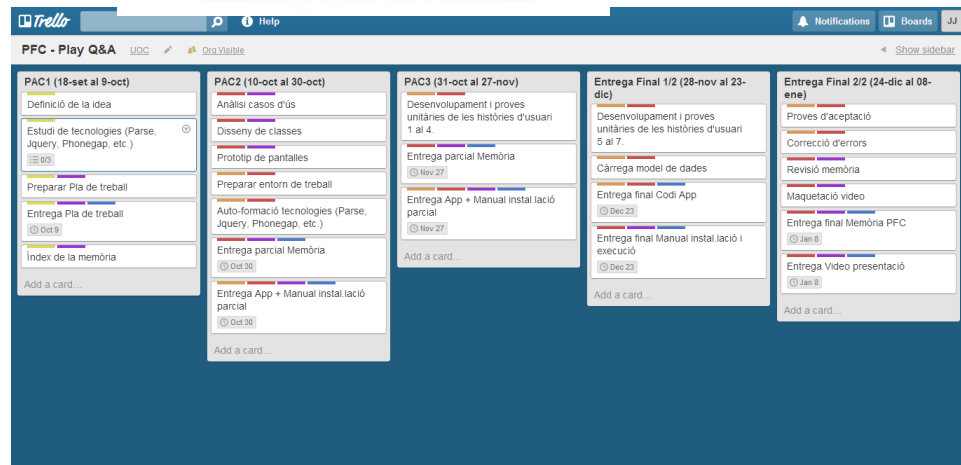 Trello
Help
Notifications
Boards
JJ
PFC - Play Q&A
UOC
Org Visible
Show sidebar
PAC1 (18-set al 9-oct)
Definició de la idea
Estudi de tecnologies (Parse,
Jquery, Phonegap, etc.)
0/3
Preparar Pla de treball
Entrega Pla de treball
Oct 9
Índex de la memòria
Add a card...
PAC2 (10-oct al 30-oct)
Anàlisi casos d'ús
Disseny de classes
Prototip de pantalles
Preparar entorn de treball
Auto-formació tecnologies (Parse,
Jquery, Phonegap, etc.)
Entrega parcial Memòria
Oct 30
Entrega App + Manual instal.lació
parcial
Oct 30
Add a card...
PAC3 (31-oct al 27-nov)
Desenvolupament i proves
unitàries de les històries d'usuari
1 al 4.
Entrega parcial Memòria
Nov 27
Entrega App + Manual instal.lació
parcial
Nov 27
Add a card...
Entrega Final 1/2 (28-nov al 23-
dic)
Desenvolupament i proves
unitàries de les històries d'usuari
5 al 7.
Càrrega model de dades
Entrega final Codi App
Dec 23
Entrega final Manual instal.lació i
execució
Dec 23
Add a card...
Entrega Final 2/2 (24-dic al 08-
ene)
Proves d'aceptació
Correcció d'errors
Revisió memòria
Maquetació video
Entrega final Memòria PFC
Jan 8
Entrega Video presentació
Jan 8
Add a card...